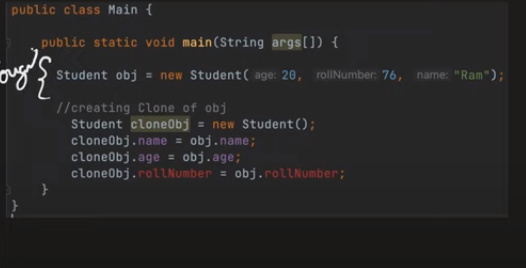 public class Main {
public static void main(String args[]) {
Student obj = new Student( age: 20, rollNumber: 76, name: "Ram");
//creating Clone of obj
Student cloneObj = new Student();
cloneObj.name = obj.name;
cloneObj.age = obj.age;
cloneObj.rollNumber = obj.rollNumber;
}
}